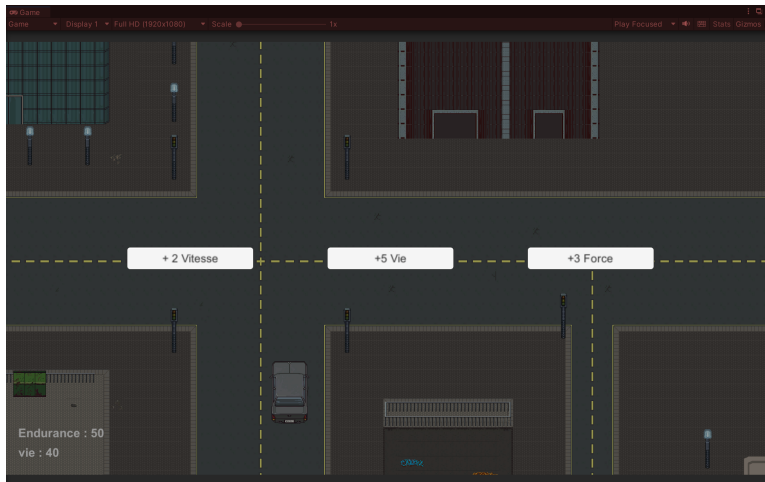 Game
Game Display 1 Full HD (1920x1080) Scale 1x Play Focused Stats Gizmos
+ 2 Vitesse +5 Vie +3 Force
Endurance : 50
vie : 40